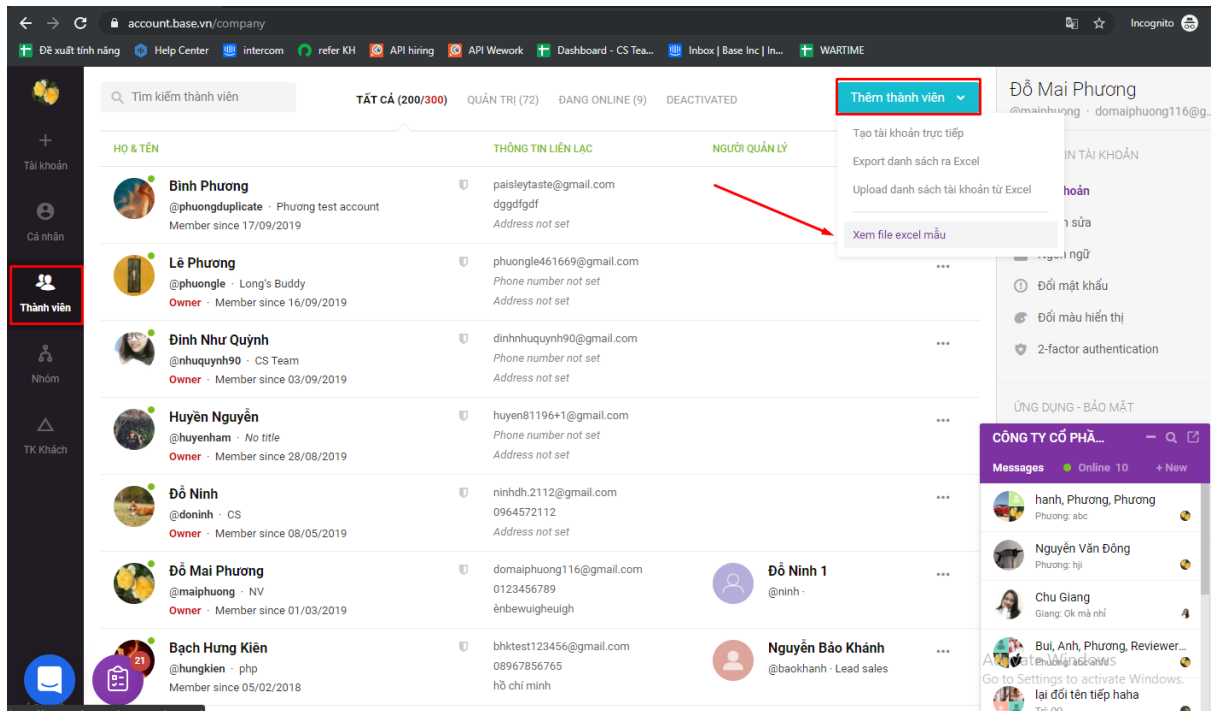 account.base.vn/company
Incognito
Đề xuất tính năng
Help Center
intercom
refer KH
API hiring
API Wework
Dashboard - CS Tea...
Inbox | Base Inc | In...
WARTIME
Tài khoản
Cá nhân
Thành viên
Nhóm
TK Khách
21
Tìm kiếm thành viên
TẤT CẢ (200/300)
QUẢN TRỊ (72)
ĐANG ONLINE (9)
DEACTIVATED
Thêm thành viên
Tạo tài khoản trực tiếp
Export danh sách ra Excel
Upload danh sách tài khoản từ Excel
Xem file excel mẫu
HỌ & TÊN
THÔNG TIN LIÊN LẠC
NGƯỜI QUẢN LÝ
Bình Phương
@phuongduplicate · Phương test account
Member since 17/09/2019
paisleytaste@gmail.com
dggdfgdf
Address not set
Lê Phương
@phuongle · Long's Buddy
Owner · Member since 16/09/2019
phuongle461669@gmail.com
Phone number not set
Address not set
Đinh Như Quỳnh
@nhuquynh90 · CS Team
Owner · Member since 03/09/2019
dinhnhuquynh90@gmail.com
Phone number not set
Address not set
Huyền Nguyễn
@huyenham · No title
Owner · Member since 28/08/2019
huyen81196+1@gmail.com
Phone number not set
Address not set
Đỗ Ninh
@doninh · CS
Owner · Member since 08/05/2019
ninhdh.2112@gmail.com
0964572112
Address not set
Đỗ Mai Phương
@maiphuong · NV
Owner · Member since 01/03/2019
domaiphuong116@gmail.com
0123456789
ènbewuigheuigh
Đỗ Ninh 1
@ninh ·
Bạch Hưng Kiên
@hungkien · php
Member since 05/02/2018
bhktest123456@gmail.com
08967856765
hồ chí minh
Nguyễn Bảo Khánh
@baokhanh · Lead sales
Đỗ Mai Phương
@maiphuong · domaiphuong116@g...
IN TÀI KHOẢN
hoản
sửa
ngữ
Đổi mật khẩu
Đổi màu hiển thị
2-factor authentication
ỨNG DỤNG - BẢO MẬT
CÔNG TY CỔ PHẦ...
Messages
Online 10
+ New
hanh, Phương, Phương
Phương: abc
Nguyễn Văn Đông
Phương: hji
Chu Giang
Giang: Ok mà nhỉ
Bui, Anh, Phương, Reviewer...
Activate Windows
Go to Settings to activate Windows.
lại đổi tên tiếp haha